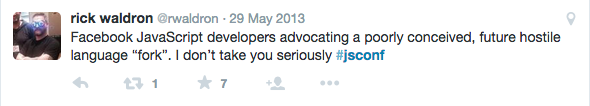 rick waldron @rwaldron · 29 May 2013
Facebook JavaScript developers advocating a poorly conceived, future hostile
language “fork”. I don’t take you seriously #jsconf
1 7